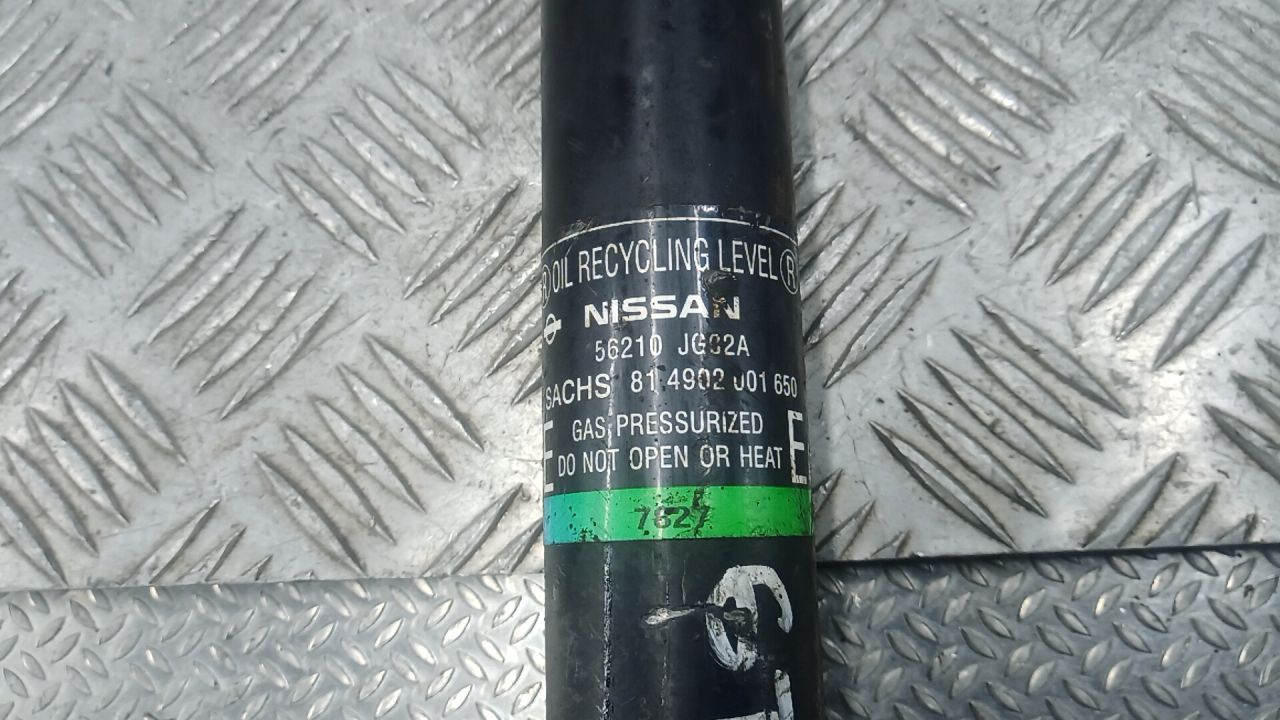 OIL RECYCLING LEVEL ®
NISSAN
56210 JG02A
SACHS 81 4902 001 650
GAS PRESSURIZED
E DO NOT OPEN OR HEAT E
7627